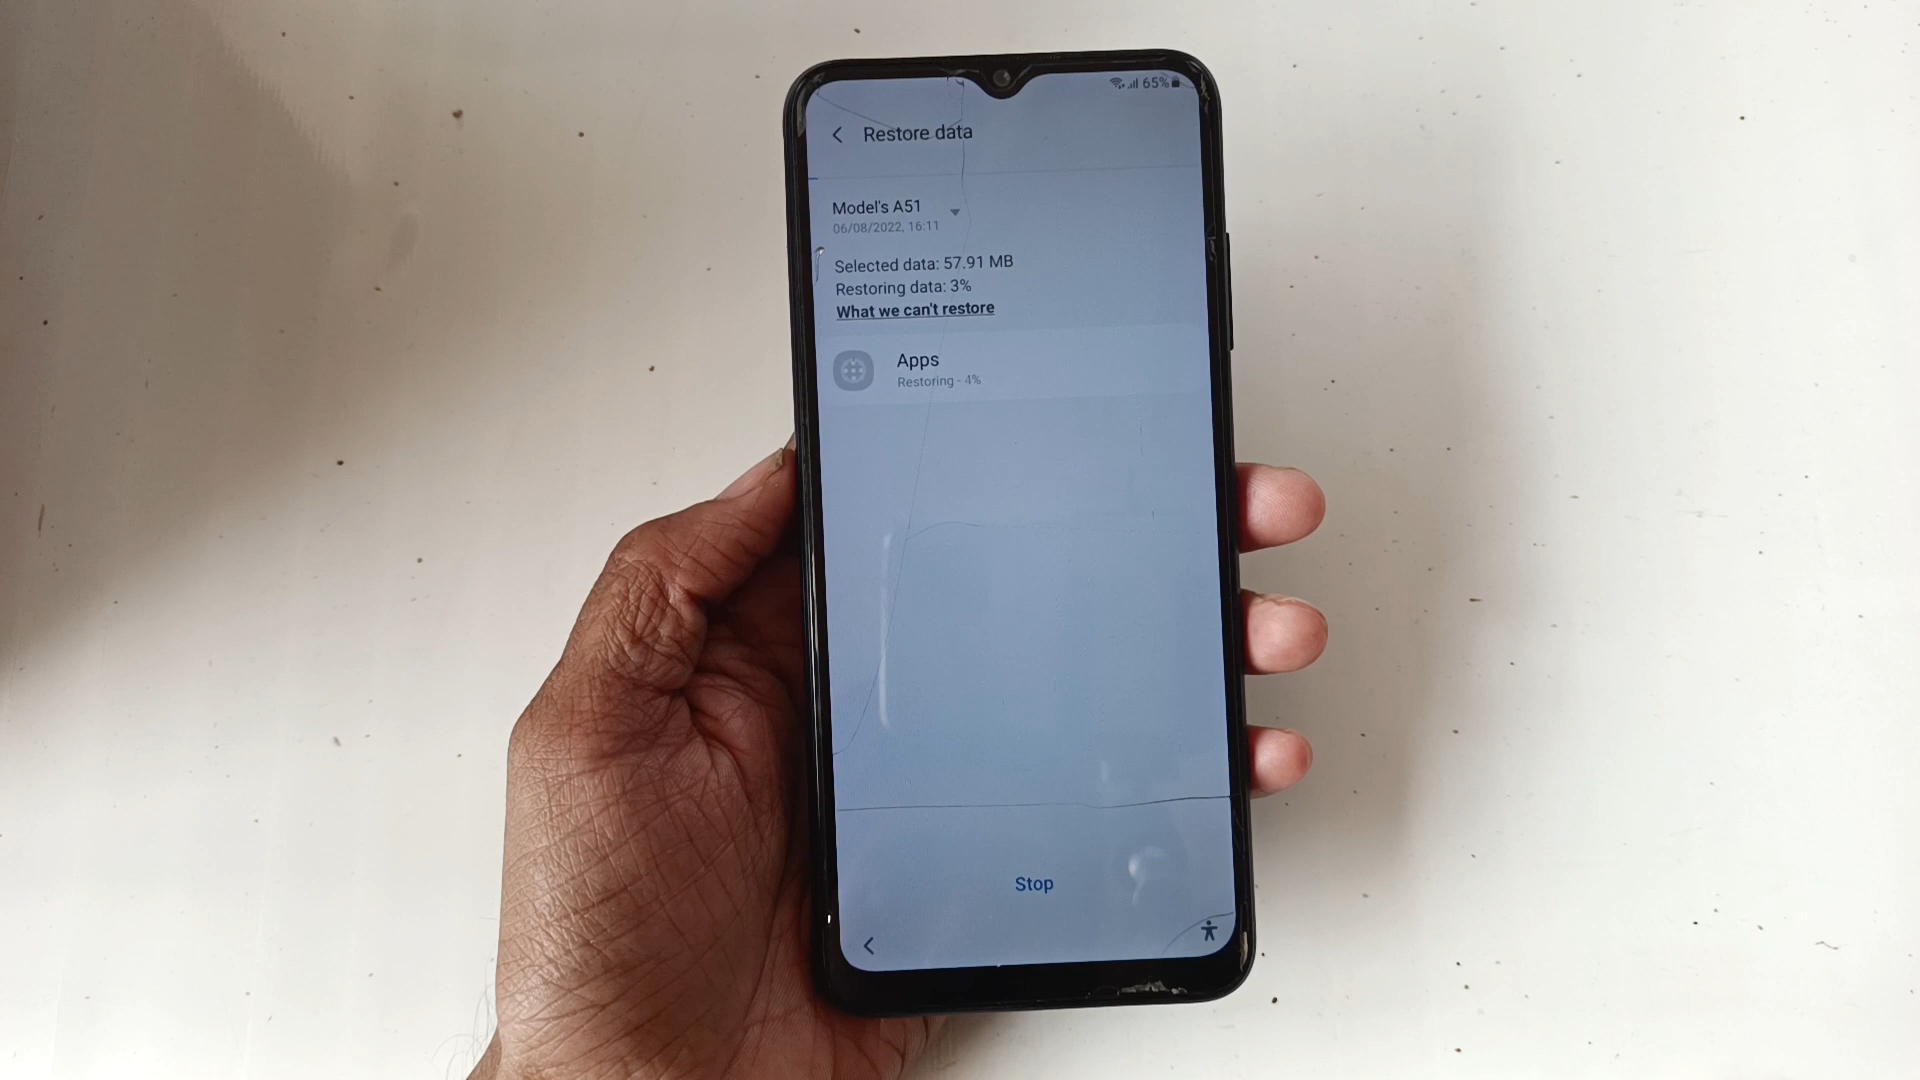 65%
Restore data
Model's A51
06/08/2022, 16:11
Selected data: 57.91 MB
Restoring data: 3%
What we can't restore
Apps
Restoring - 4%
Stop